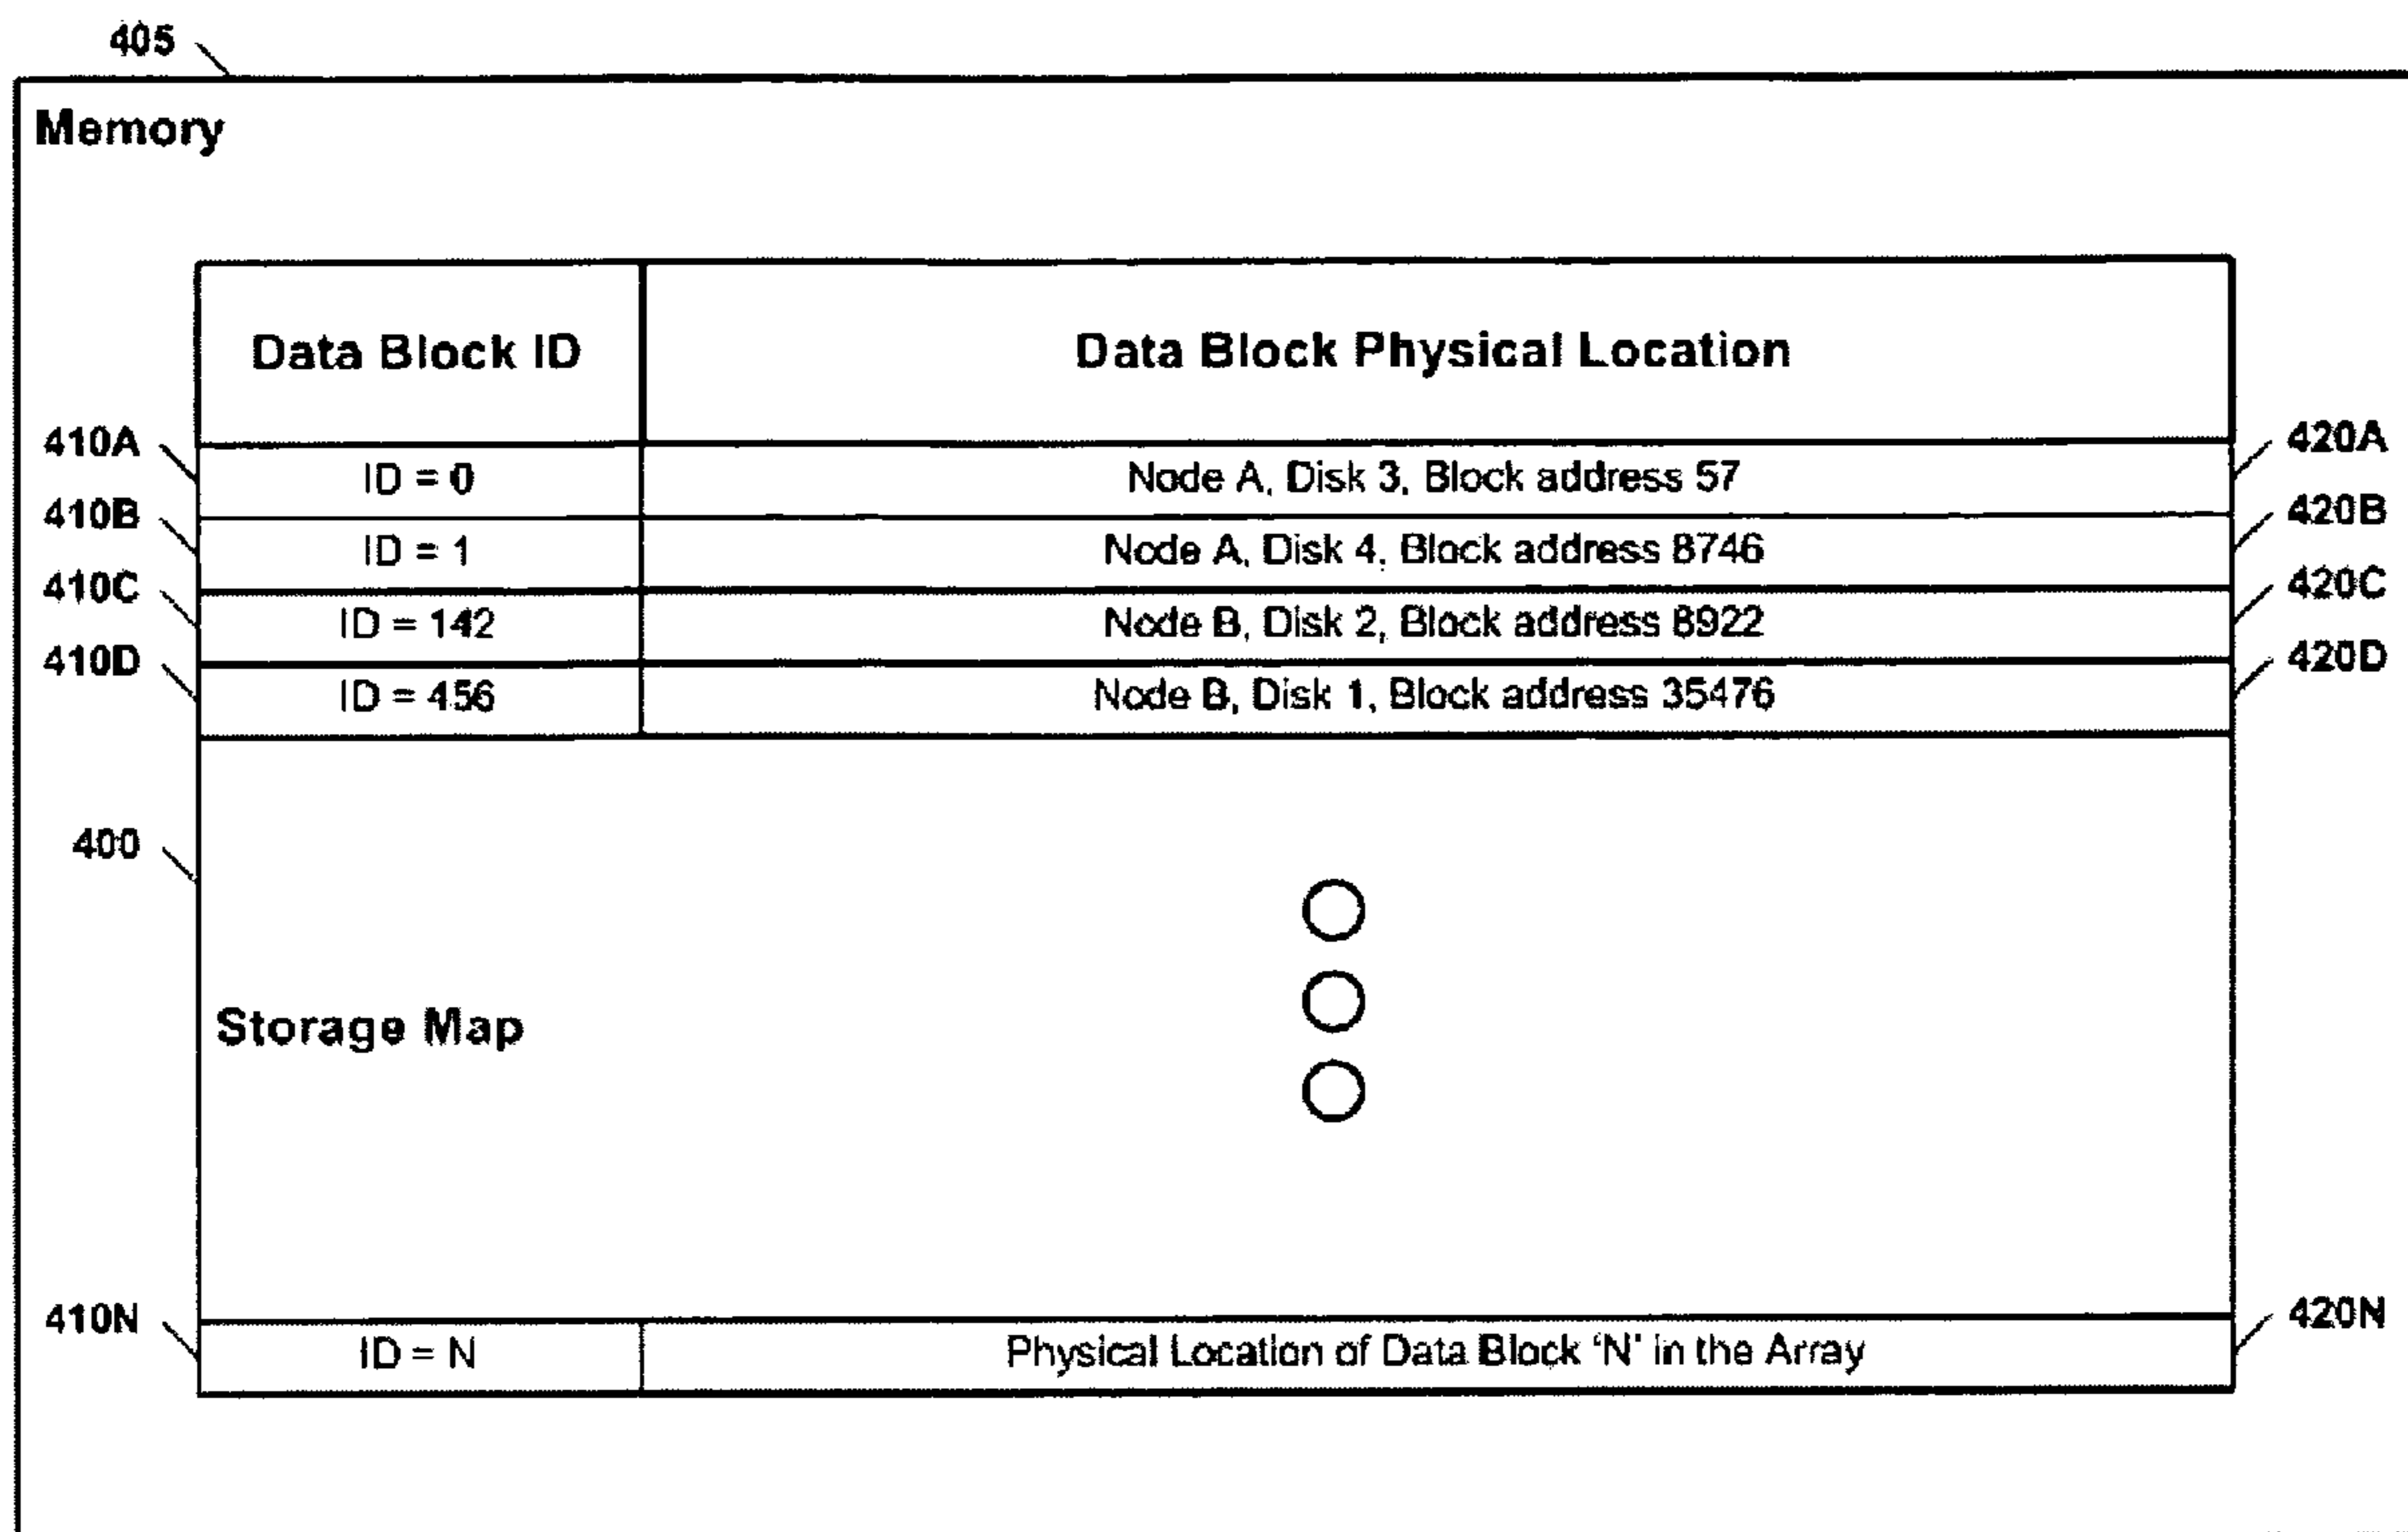 405
Memory
Data Block ID Data Block Physical Location
410A ID = 0 Node A, Disk 3, Block address 57 420A
410B ID = 1 Node A, Disk 4, Block address 8746 420B
410C ID = 142 Node B, Disk 2, Block address 8922 420C
410D ID = 456 Node B, Disk 1, Block address 35476 420D
400
Storage Map
410N ID = N Physical Location of Data Block ‘N’ in the Array 420N